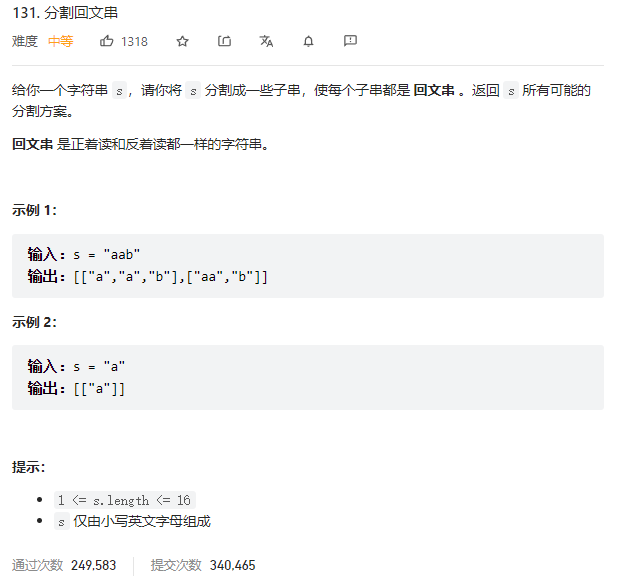 131. 分割回文串
难度 中等 1318
给你一个字符串 s，请你将 s 分割成一些子串，使每个子串都是 回文串 。返回 s 所有可能的
分割方案。
回文串 是正着读和反着读都一样的字符串。
示例 1：
输入：s = "aab"
输出：[["a","a","b"],["aa","b"]]
示例 2：
输入：s = "a"
输出：[["a"]]
提示：
1 <= s.length <= 16
s 仅由小写英文字母组成
通过次数 249,583 提交次数 340,465